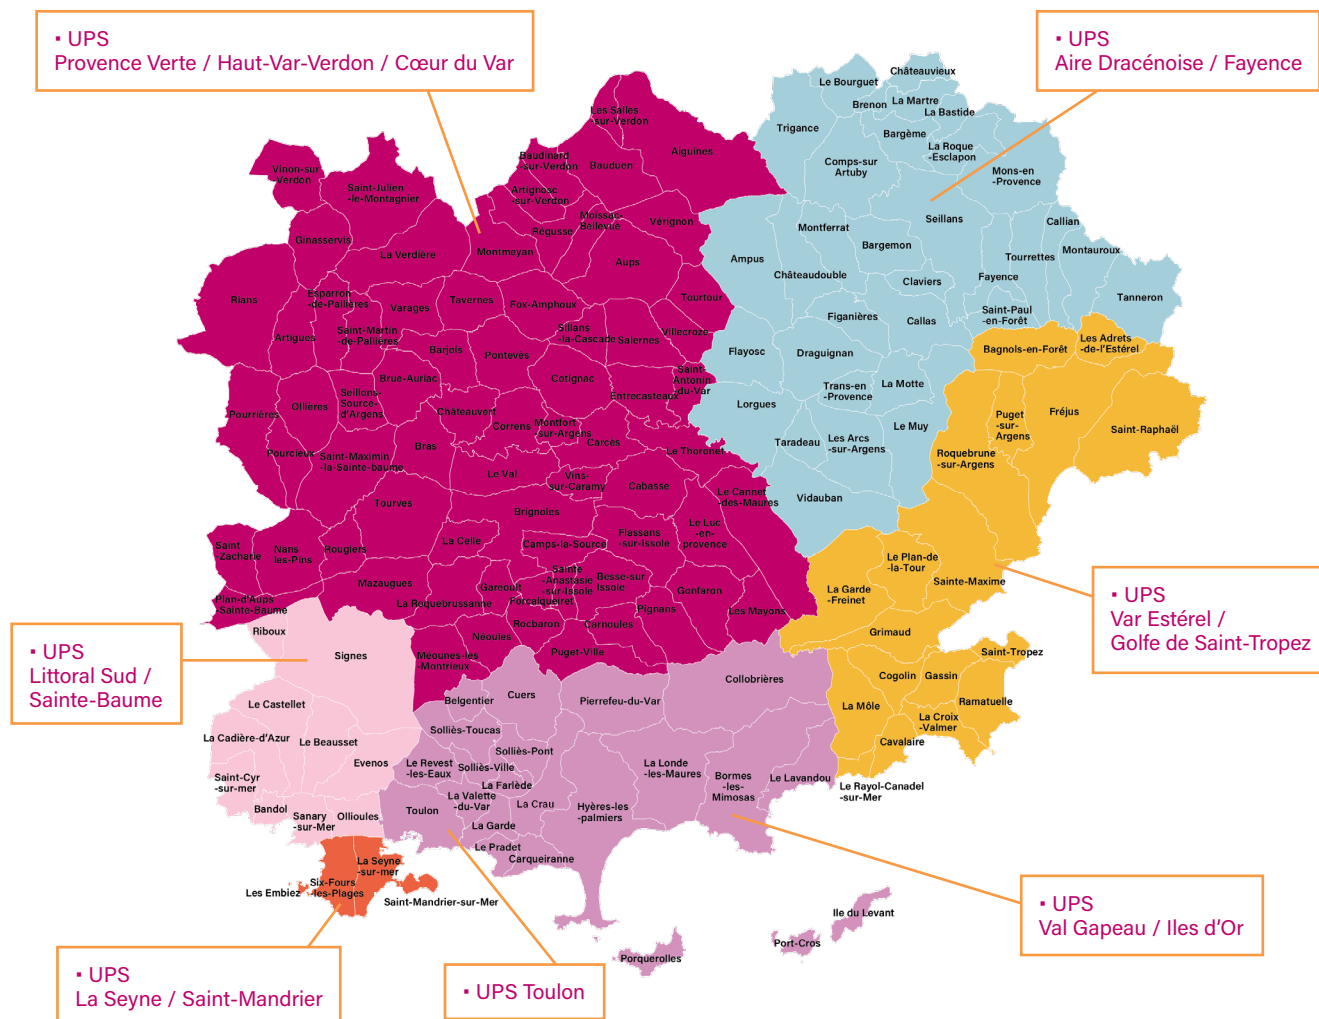 ▪ UPS
Provence Verte / Haut-Var-Verdon / Cœur du Var
▪ UPS
Aire Dracénoise / Fayence
Châteauvieux
Le Bourguet
Brenon
La Martre
La Bastide
Trigance
Bargème
La Roque
-Esclapon
Comps-sur
Artuby
Mons-en
-Provence
Seillans
Callian
Montferrat
Bargemon
Montauroux
Tourrettes
Ampus
Châteaudouble
Claviers
Fayence
Tanneron
Saint-Paul
-en-Forêt
Figanières
Callas
Flayosc
Draguignan
Trans-en
-Provence
La Motte
Lorgues
Le Muy
Taradeau
Les Arcs
-sur-Argens
Vidauban
Les Salles
-sur-Verdon
Aiguines
Baudinard
-sur-Verdon
Bauduen
Vinon-sur
-Verdon
Saint-Julien
-le-Montagnier
Artignosc
-sur-Verdon
Moissac-
Bellevue
Vérignon
Régusse
Ginasservis
La Verdière
Montmeyan
Aups
Rians
Esparron
-de-Pallières
Varages
Tavernes
Fox-Amphoux
Tourtour
Artigues
Saint-Martin
-de-Pallières
Sillans
-la-Cascade
Salernes
Villecroze
Barjols
Pontevès
Saint-
Antonin
-du-Var
Brue-Auriac
Cotignac
Entrecasteaux
Pourrières
Ollières
Seillons-
Source-
d'Argens
Châteauvert
Correns
Montfort
-sur-Argens
Carcès
Bras
Pourcieux
Saint-Maximin
-la-Sainte-baume
Le Thoronet
Le Val
Vins-
sur-Caramy
Cabasse
Le Cannet
-des-Maures
Tourves
Brignoles
Le Luc
-en-
provence
Saint
-Zacharie
Nans
les-Pins
Rougiers
La Celle
Camps-la-Source
Flassans
-sur-Issole
Sainte
-Anastasie
-sur-Issole
Besse-sur
Issole
Mazaugues
Garéoult
Forcalqueiret
Gonfaron
Plan-d'Aups
-Sainte-Baume
La Roquebrussanne
Pignans
Les Mayons
Rocbaron
Carnoules
Néoules
Méounes-les
-Montrieux
Puget-Ville
Bagnols-en-Forêt
Les Adrets
-de-l'Estérel
Puget
-sur-
Argens
Fréjus
Saint-Raphaël
Roquebrune
-sur-Argens
Le Plan-de
-la-Tour
Sainte-Maxime
La Garde
-Freinet
Grimaud
Saint-Tropez
Cogolin
Gassin
La Môle
Ramatuelle
La Croix
-Valmer
Cavalaire
Le Rayol-Canadel
-sur-Mer
▪ UPS
Var Estérel /
Golfe de Saint-Tropez
▪ UPS
Littoral Sud /
Sainte-Baume
Riboux
Signes
Le Castellet
La Cadière-d'Azur
Le Beausset
Evenos
Saint-Cyr
-sur-mer
Bandol
Sanary
-sur-Mer
Ollioules
Collobrières
Belgentier
Cuers
Pierrefeu-du-Var
Solliès-Toucas
Solliès-Pont
Le Revest
-les-Eaux
Solliès-Ville
La Londe
-les-Maures
Bormes
-les-
Mimosas
Le Lavandou
La Farlède
La Valette
-du-Var
Toulon
La Crau
Hyères-les
-palmiers
La Garde
Le Pradet
Carqueiranne
La Seyne
-sur-mer
Six-Fours
-les-Plages
Les Embiez
Saint-Mandrier-sur-Mer
Ile du Levant
Port-Cros
Porquerolles
▪ UPS
Val Gapeau / Iles d'Or
▪ UPS
La Seyne / Saint-Mandrier
▪ UPS Toulon